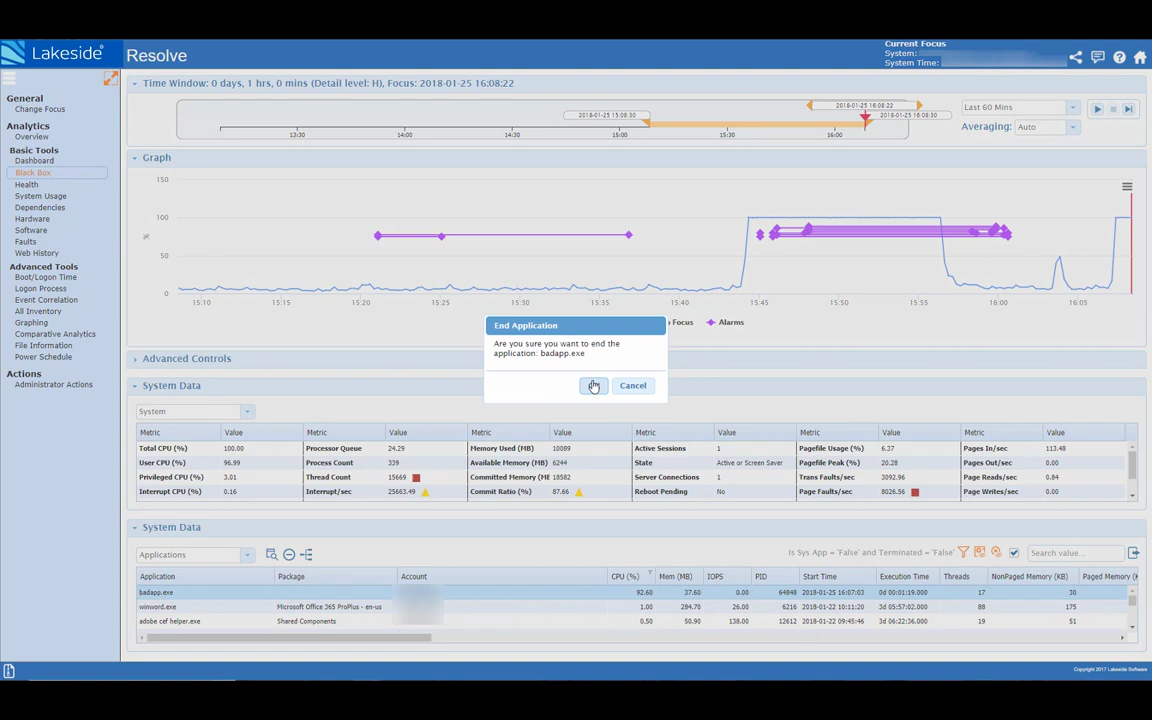 Lakeside
Resolve
Current Focus
System:
System Time:
Time Window: 0 days, 1 hrs, 0 mins (Detail level: H), Focus: 2018-01-25 16:08:22
2018-01-25 16:08:22
2018-01-25 15:08:30
2018-01-25 16:08:30
13:30 14:00 14:30 15:00 15:30 16:00
Last 60 Mins
Averaging: Auto
General
Change Focus
Analytics
Overview
Basic Tools
Dashboard
Black Box
Health
System Usage
Dependencies
Hardware
Software
Faults
Web History
Advanced Tools
Boot/Logon Time
Logon Process
Event Correlation
All Inventory
Graphing
Comparative Analytics
File Information
Power Schedule
Actions
Administrator Actions
Graph
150
100
50
0
%
15:10 15:15 15:20 15:25 15:30 15:35 15:40 15:45 15:50 15:55 16:00 16:05
Focus Alarms
End Application
Are you sure you want to end the
application: badapp.exe
Cancel
Advanced Controls
System Data
System
Metric Value Metric Value Metric Value Metric Value Metric Value Metric Value
Total CPU (%) 100.00 Processor Queue 24.29 Memory Used (MB) 10089 Active Sessions 1 Pagefile Usage (%) 6.37 Pages In/sec 113.48
User CPU (%) 96.99 Process Count 339 Available Memory (MB) 6244 State Active or Screen Saver Pagefile Peak (%) 20.28 Pages Out/sec 0.00
Privileged CPU (%) 3.01 Thread Count 15669 Committed Memory (MB 18582 Server Connections 1 Trans Faults/sec 3092.96 Page Reads/sec 0.84
Interrupt CPU (%) 0.16 Interrupt/sec 25663.49 Commit Ratio (%) 87.66 Reboot Pending No Page Faults/sec 8026.56 Page Writes/sec 0.00
System Data
Applications
Is Sys App = 'False' and Terminated = 'False'
Search value...
Application Package Account CPU (%) Mem (MB) IOPS PID Start Time Execution Time Threads NonPaged Memory (KB) Paged Memory (K
badapp.exe 92.60 37.60 0.00 64848 2018-01-25 16:07:03 0d 00:01:19.000 17 30
winword.exe Microsoft Office 365 ProPlus - en-us 1.00 284.70 26.00 6216 2018-01-22 10:11:20 3d 05:57:02.000 88 175
adobe cef helper.exe Shared Components 0.50 50.90 138.00 12612 2018-01-22 09:45:46 3d 06:22:36.000 19 51
Copyright 2017 Lakeside Software